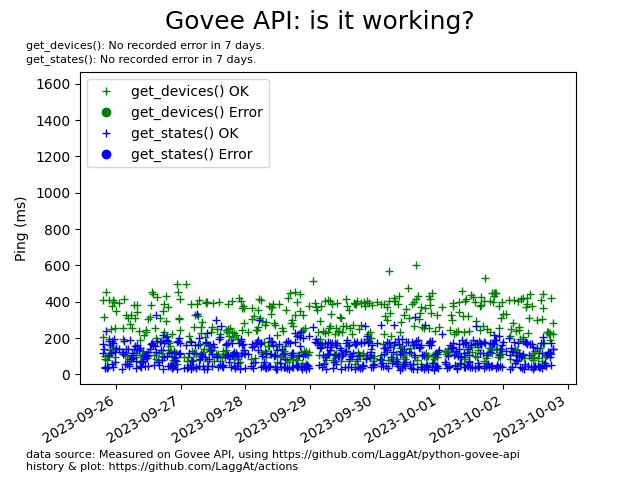 Govee API: is it working?
get_devices(): No recorded error in 7 days.
get_states(): No recorded error in 7 days.
get_devices() OK
get_devices() Error
get_states() OK
get_states() Error
Ping (ms)
1600
1400
1200
1000
800
600
400
200
0
2023-09-26
2023-09-27
2023-09-28
2023-09-29
2023-09-30
2023-10-01
2023-10-02
2023-10-03
data source: Measured on Govee API, using https://github.com/LaggAt/python-govee-api
history & plot: https://github.com/LaggAt/actions